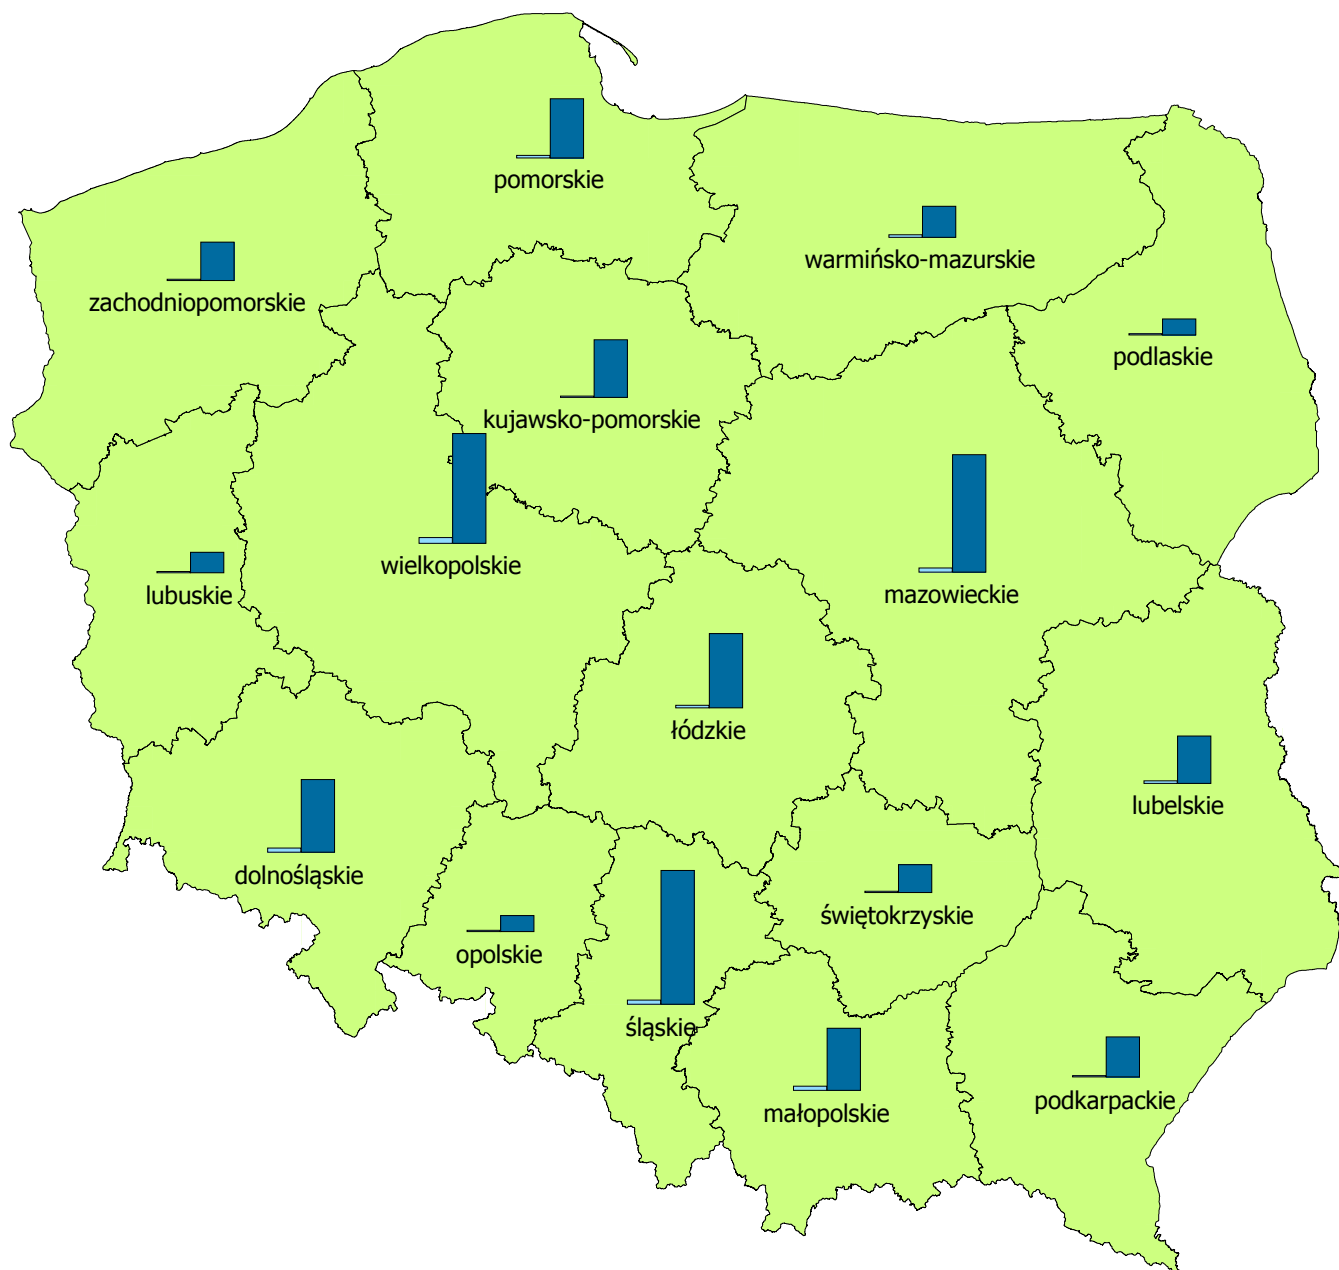 pomorskie
warmińsko-mazurskie
zachodniopomorskie
podlaskie
kujawsko-pomorskie
wielkopolskie
lubuskie
mazowieckie
łódzkie
lubelskie
dolnośląskie
świętokrzyskie
opolskie
śląskie
małopolskie
podkarpackie